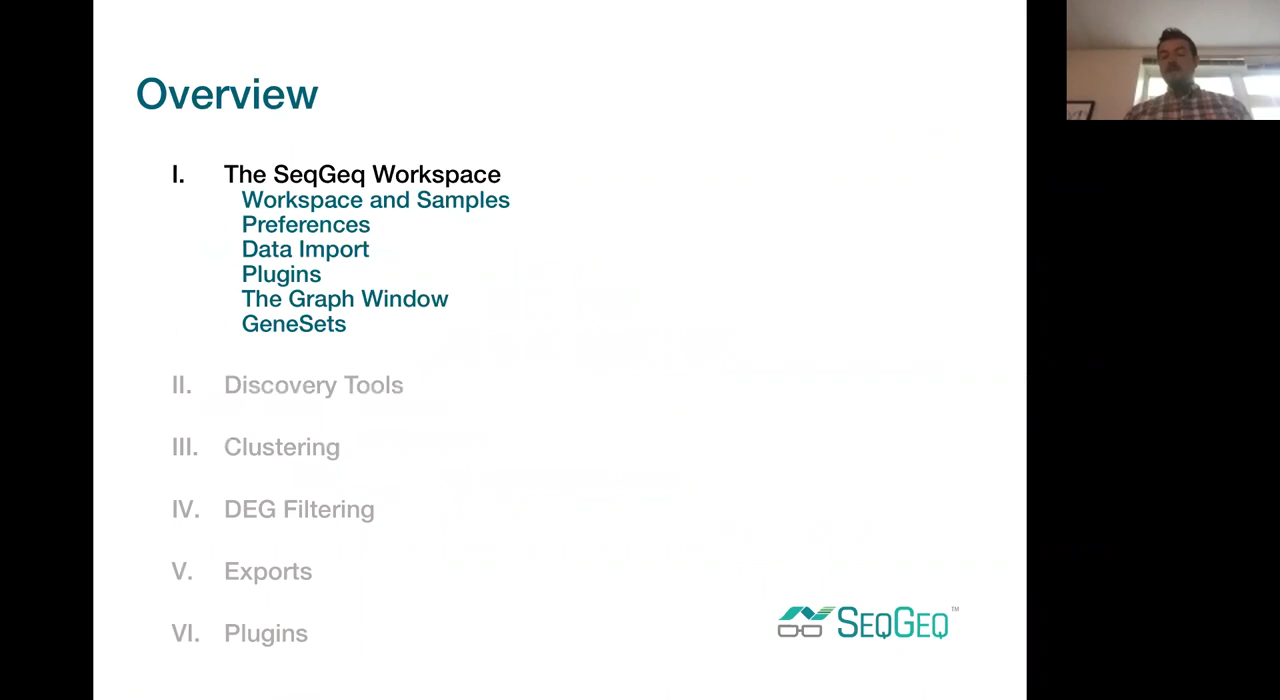 Overview
I. The SeqGeq Workspace
Workspace and Samples
Preferences
Data Import
Plugins
The Graph Window
GeneSets
II. Discovery Tools
III. Clustering
IV. DEG Filtering
V. Exports
VI. Plugins
SEQGEQ™